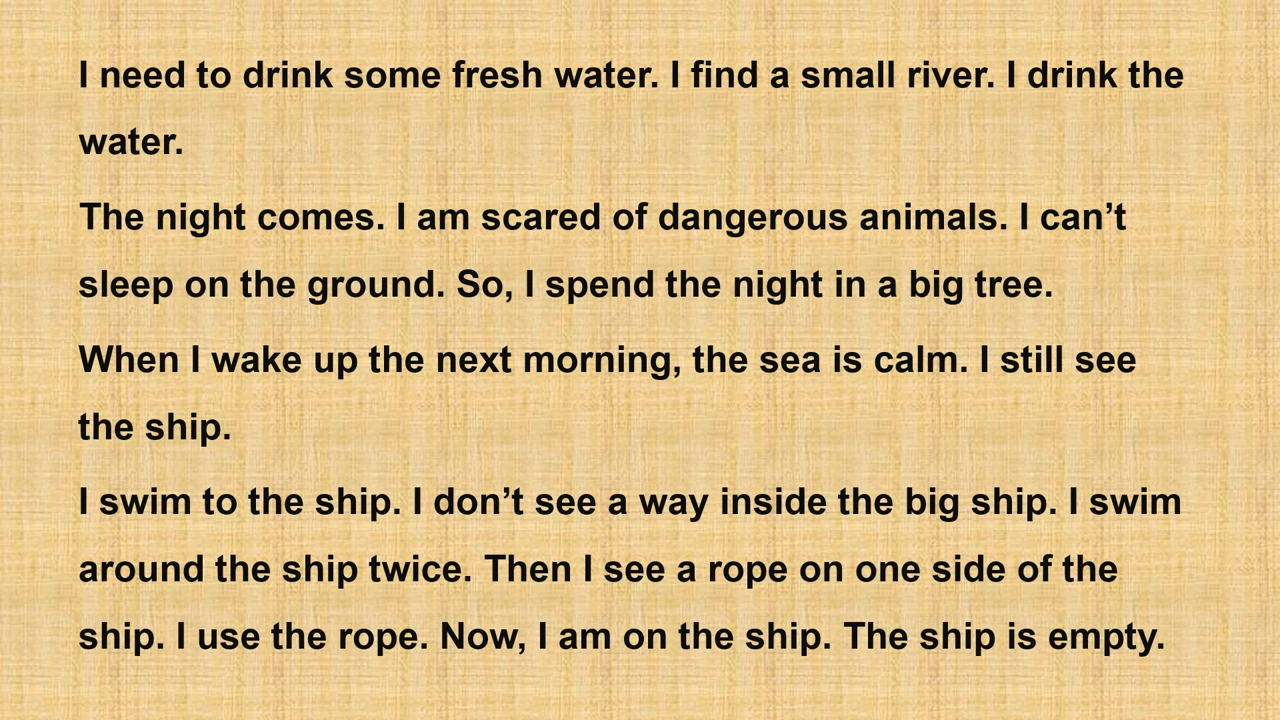 I need to drink some fresh water. I find a small river. I drink the
water.
The night comes. I am scared of dangerous animals. I can’t
sleep on the ground. So, I spend the night in a big tree.
When I wake up the next morning, the sea is calm. I still see
the ship.
I swim to the ship. I don’t see a way inside the big ship. I swim
around the ship twice. Then I see a rope on one side of the
ship. I use the rope. Now, I am on the ship. The ship is empty.